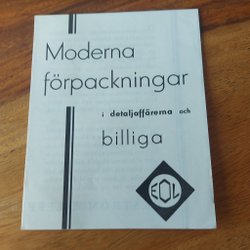 Moderna
förpackningar
i detaljaffärerna och
billiga
EOL